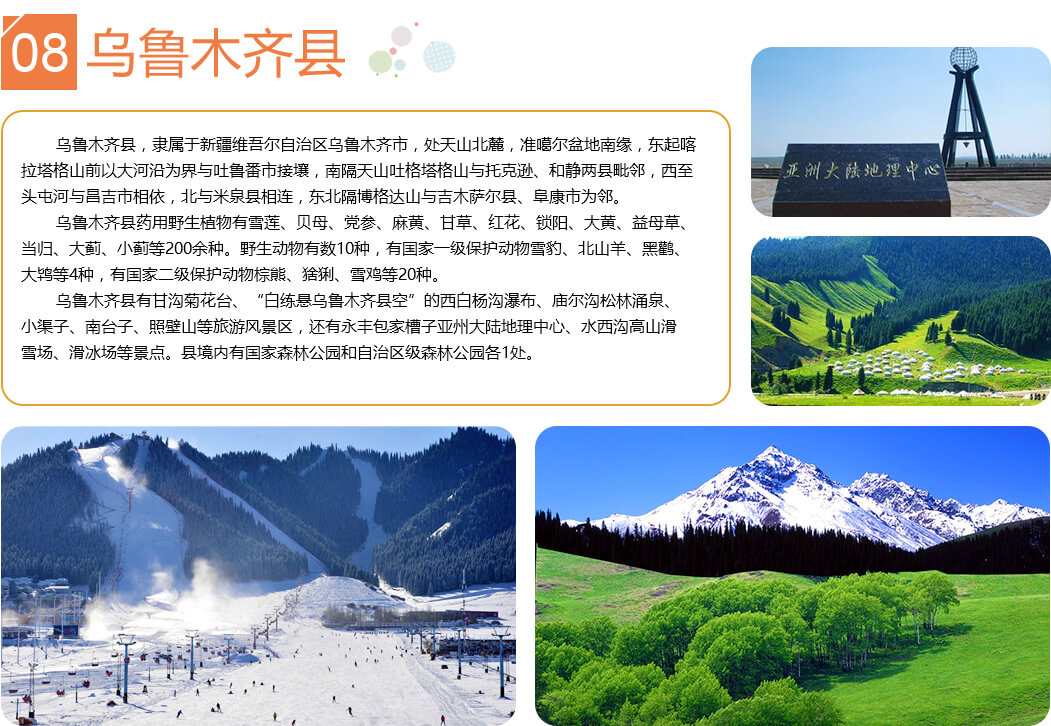 08 乌鲁木齐县
乌鲁木齐县，隶属于新疆维吾尔自治区乌鲁木齐市，处天山北麓，准噶尔盆地南缘，东起喀
拉塔格山前以大河沿为界与吐鲁番市接壤，南隔天山吐格塔格山与托克逊、和静两县毗邻，西至
头屯河与昌吉市相依，北与米泉县相连，东北隔博格达山与吉木萨尔县、阜康市为邻。
乌鲁木齐县药用野生植物有雪莲、贝母、党参、麻黄、甘草、红花、锁阳、大黄、益母草、
当归、大蓟、小蓟等200余种。野生动物有数10种，有国家一级保护动物雪豹、北山羊、黑鹳、
大鸨等4种，有国家二级保护动物棕熊、猞猁、雪鸡等20种。
乌鲁木齐县有甘沟菊花台、“白练悬乌鲁木齐县空”的西白杨沟瀑布、庙尔沟松林涌泉、
小渠子、南台子、照壁山等旅游风景区，还有永丰包家槽子亚州大陆地理中心、水西沟高山滑
雪场、滑冰场等景点。县境内有国家森林公园和自治区级森林公园各1处。
亚洲大陆地理中心